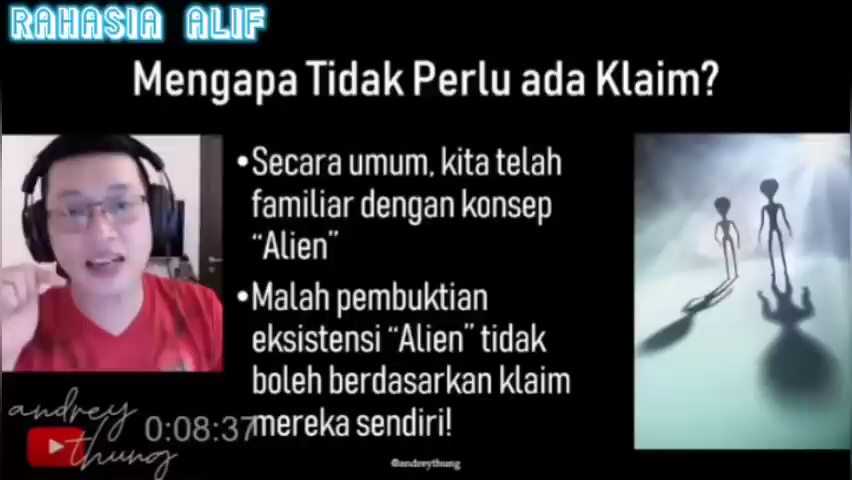 RAHASIA ALIF
Mengapa Tidak Perlu ada Klaim?
•Secara umum, kita telah
familiar dengan konsep
“Alien”
•Malah pembuktian
eksistensi “Alien” tidak
boleh berdasarkan klaim
mereka sendiri!
andrey
thung
0:08:37
@andreythung